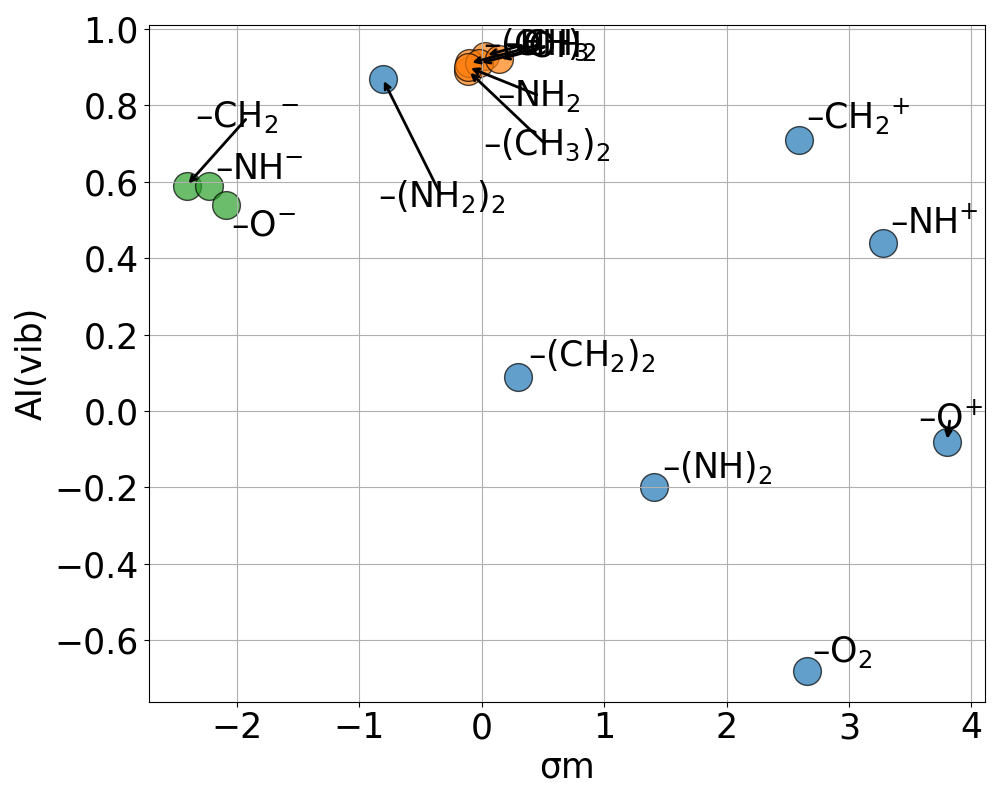 1.0
0.8
0.6
0.4
0.2
0.0
−0.2
−0.4
−0.6
AI(vib)
−2
−1
0
1
2
3
4
σm
–CH₂⁻
–NH⁻
–O⁻
–(NH₂)₂
–NH₂
–(CH₃)₂
–CH₂⁺
–NH⁺
–(CH₂)₂
–O⁺
–(NH)₂
–O₂